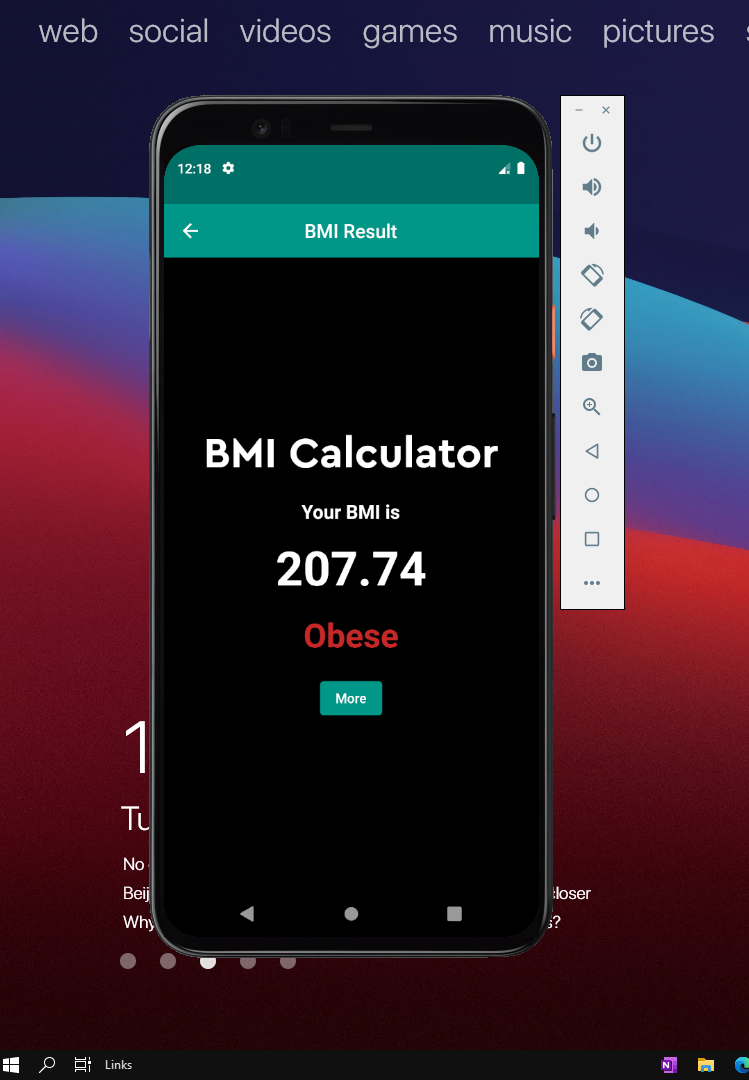 web social videos games music pictures
12:18
BMI Result
BMI Calculator
Your BMI is
207.74
Obese
More
1
Tu
No
Beij
closer
Why
s?
Links
N